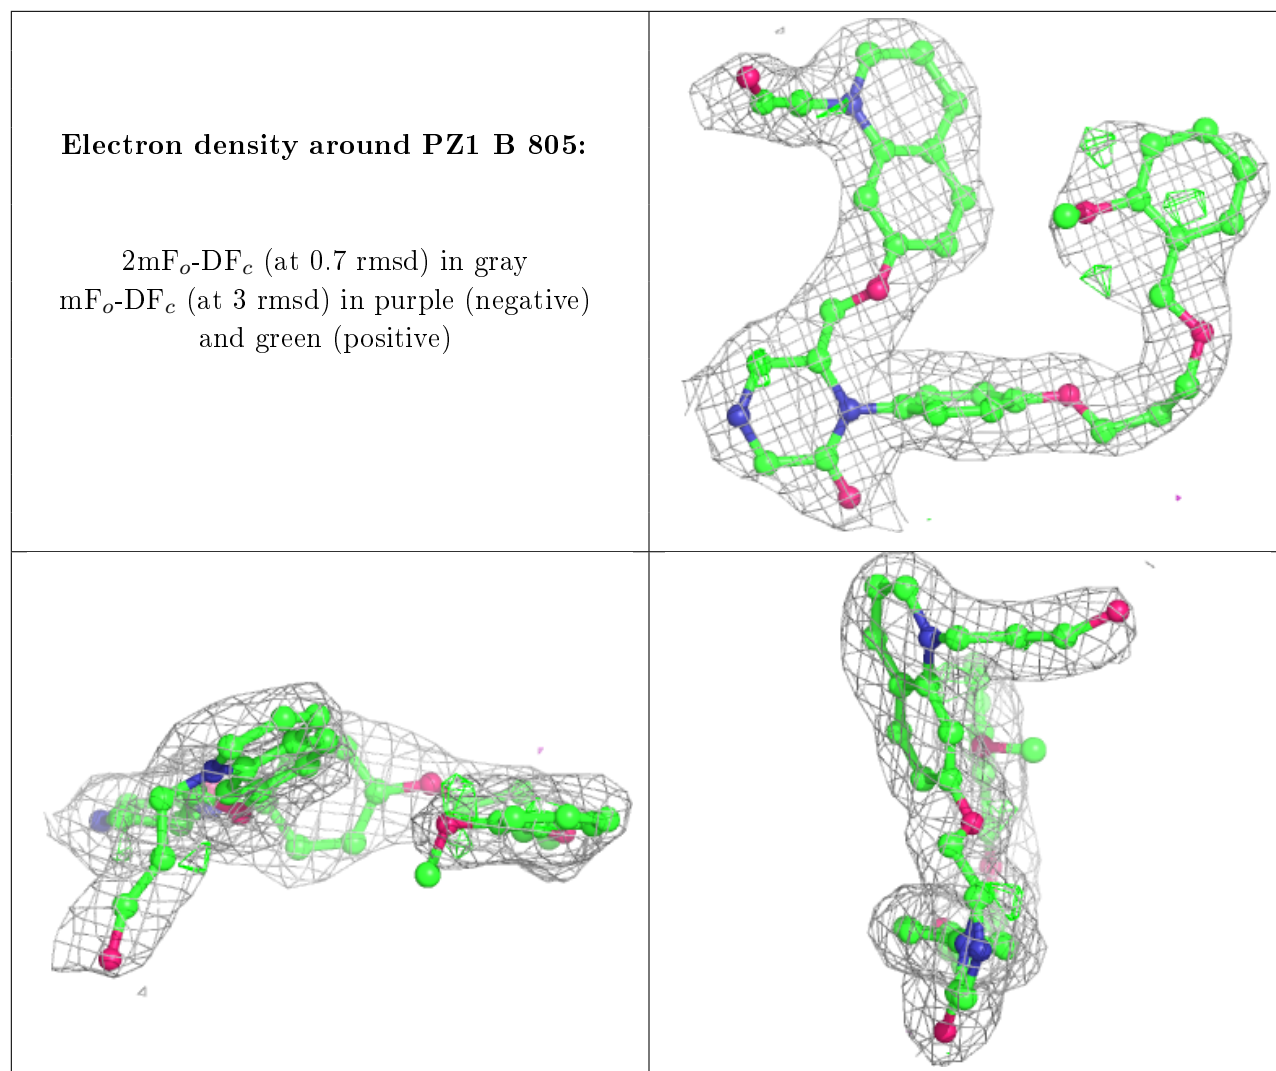 Electron density around PZ1 B 805:
2mFₒ-DF𝒸 (at 0.7 rmsd) in gray
mFₒ-DF𝒸 (at 3 rmsd) in purple (negative)
and green (positive)